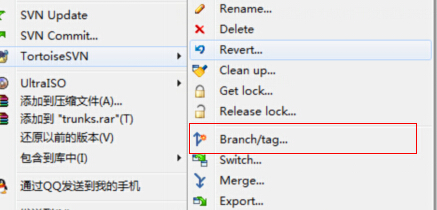 SVN Update
SVN Commit...
TortoiseSVN
UltraISO
添加到压缩文件(A)...
添加到 "trunks.rar"(T)
还原以前的版本(V)
包含到库中(I)
通过QQ发送到我的手机
Rename...
Delete
Revert...
Clean up...
Get lock...
Release lock...
Branch/tag...
Switch...
Merge...
Export...